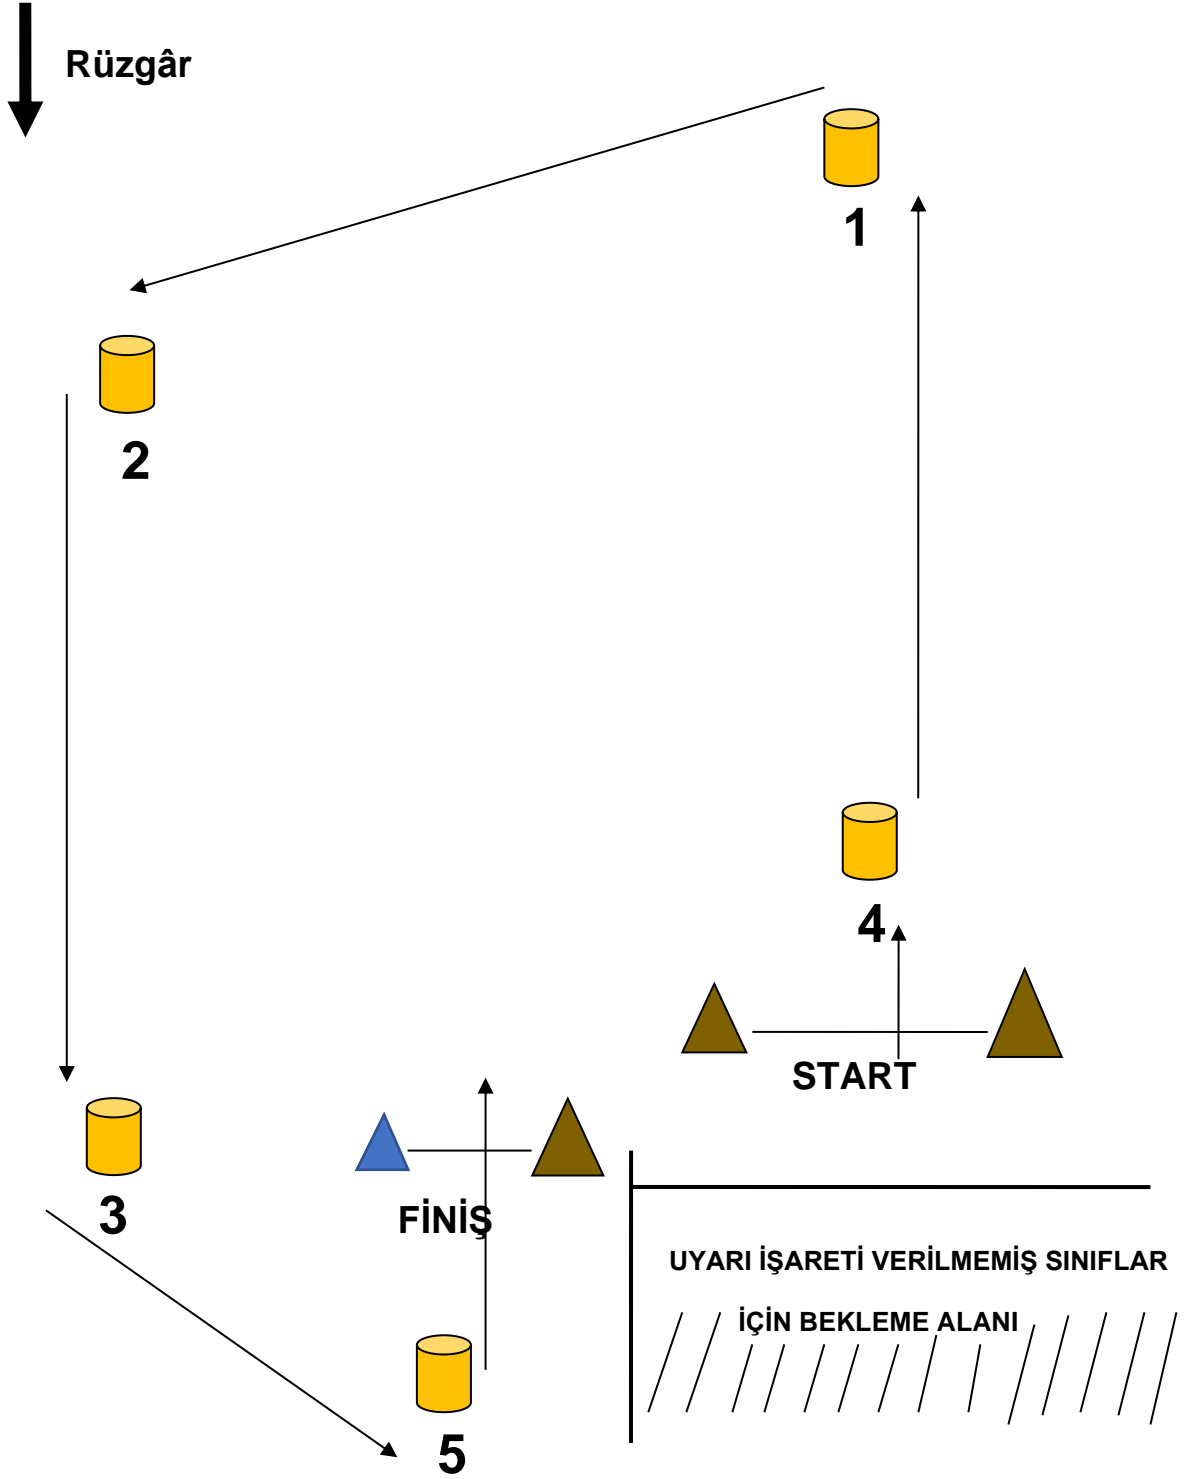 Rüzgâr
1
2
4
START
3
FİNİŞ
UYARI İŞARETİ VERİLMEMİŞ SINIFLAR
İÇİN BEKLEME ALANI
5